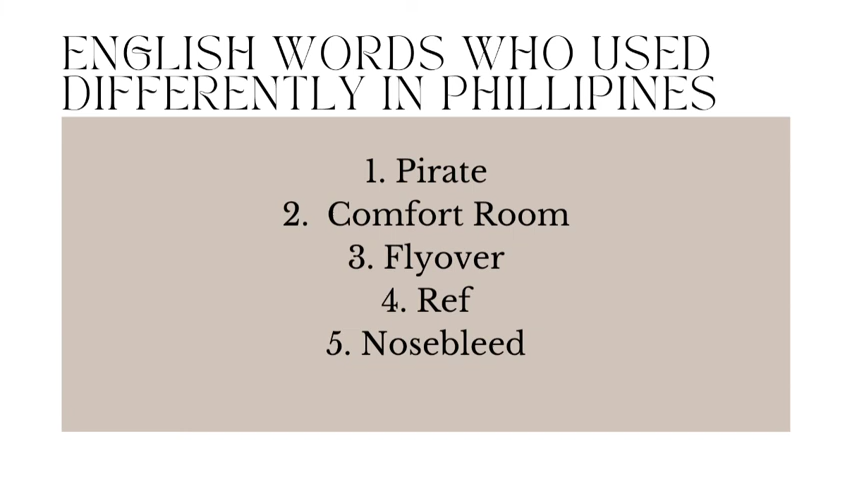 ENGLISH WORDS WHO USED
DIFFERENTLY IN PHILLIPINES
1. Pirate
2. Comfort Room
3. Flyover
4. Ref
5. Nosebleed